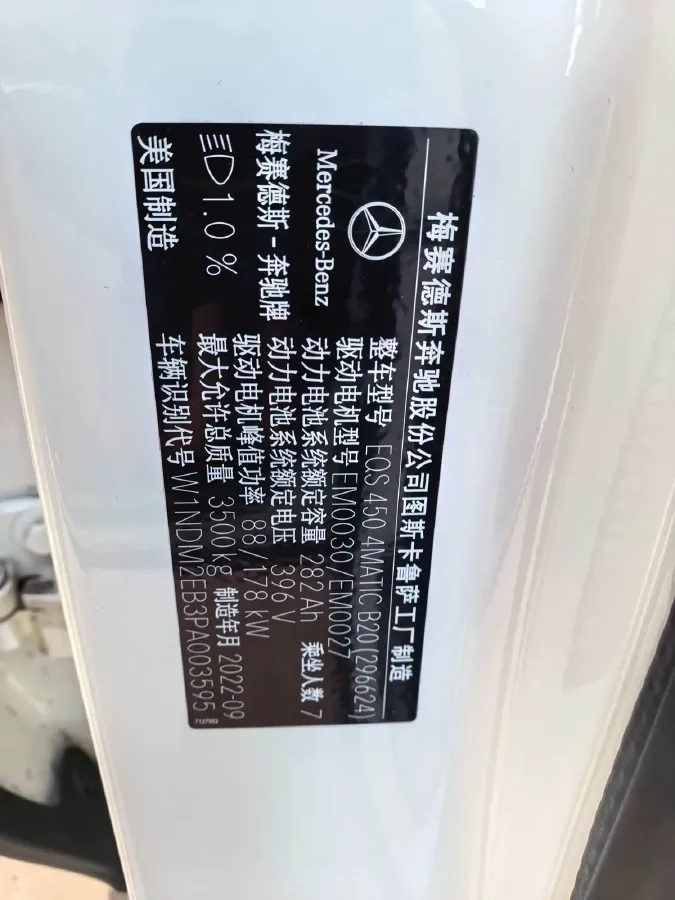 梅赛德斯奔驰股份公司图斯卡鲁萨工厂制造
Mercedes-Benz
梅赛德斯-奔驰牌
1.0 %
美国制造
整车型号 EQS 450 4MATIC B20(296624)
驱动电机型号 EM0030/EM0027
动力电池系统额定容量 282 Ah 乘坐人数 7
动力电池系统额定电压 396 V
驱动电机峰值功率 88/178 kW
最大允许总质量 3500kg 制造年月 2022-09
车辆识别代号 W1NDM2EB3PA003595